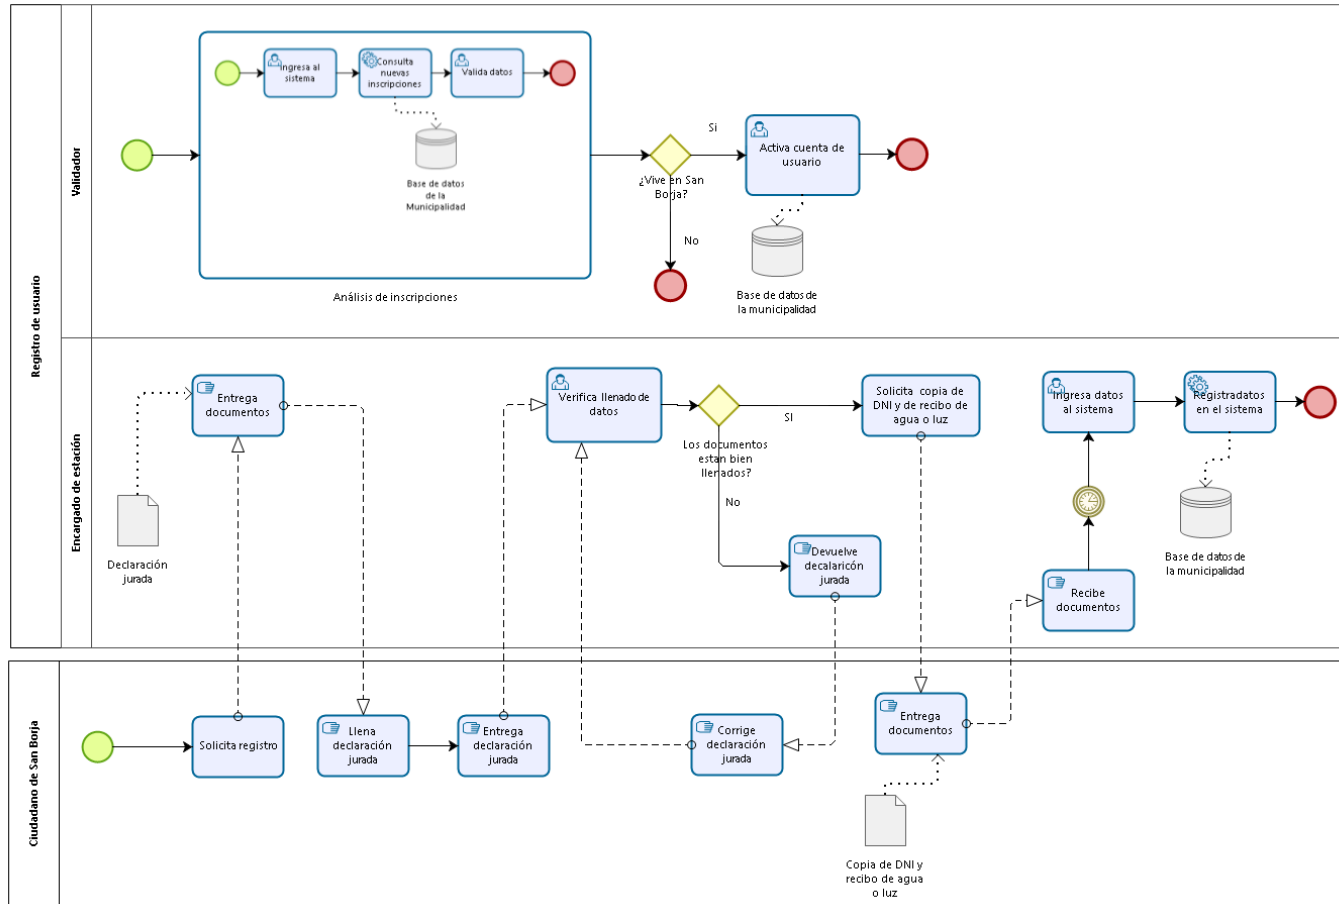 Registro de usuario
Validador
Ingresa al
sistema
Consulta
nuevas
inscripciones
Valida datos
Base de datos
de la
Municipalidad
Análisis de inscripciones
¿Vive en San
Borja?
Si
No
Activa cuenta de
usuario
Base de datos de
la municipalidad
Encargado de estación
Entrega
documentos
Declaración
jurada
Verifica llenado de
datos
Los documentos
estan bien
llenados?
SI
No
Solicita copia de
DNI y de recibo de
agua o luz
Devuelve
decalaricón
jurada
Ingresa datos
al sistema
Registradatos
en el sistema
Base de datos de
la municipalidad
Recibe
documentos
Ciudadano de San Borja
Solicita registro
Llena
declaración
jurada
Entrega
declaración
jurada
Corrige
declaración
jurada
Entrega
documentos
Copia de DNI y
recibo de agua
o luz